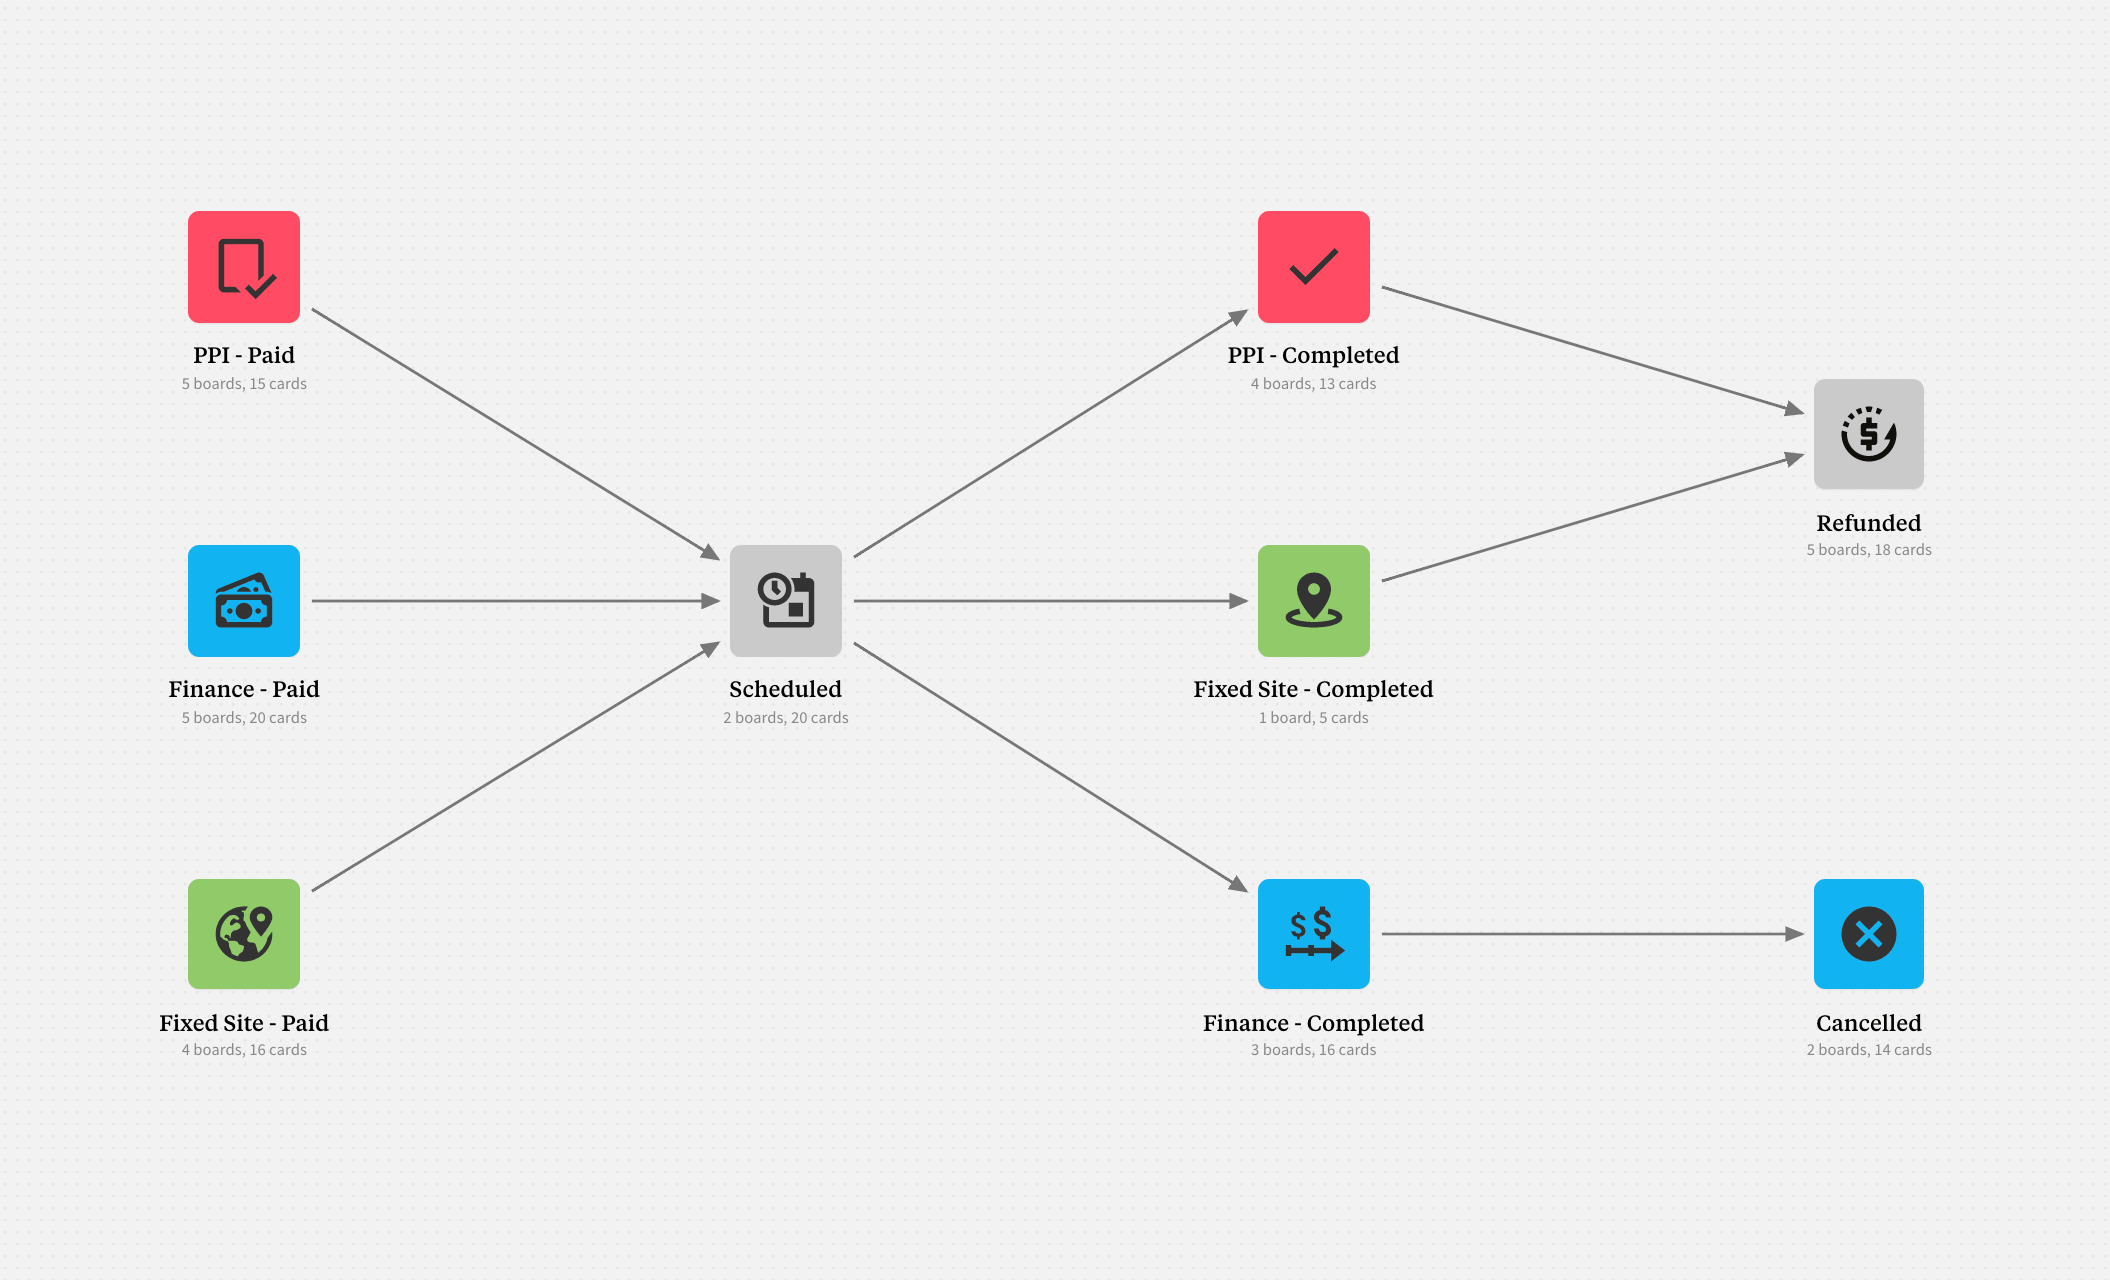 PPI - Paid
5 boards, 15 cards
PPI - Completed
4 boards, 13 cards
Refunded
5 boards, 18 cards
Finance - Paid
5 boards, 20 cards
Scheduled
2 boards, 20 cards
Fixed Site - Completed
1 board, 5 cards
Fixed Site - Paid
4 boards, 16 cards
Finance - Completed
3 boards, 16 cards
Cancelled
2 boards, 14 cards